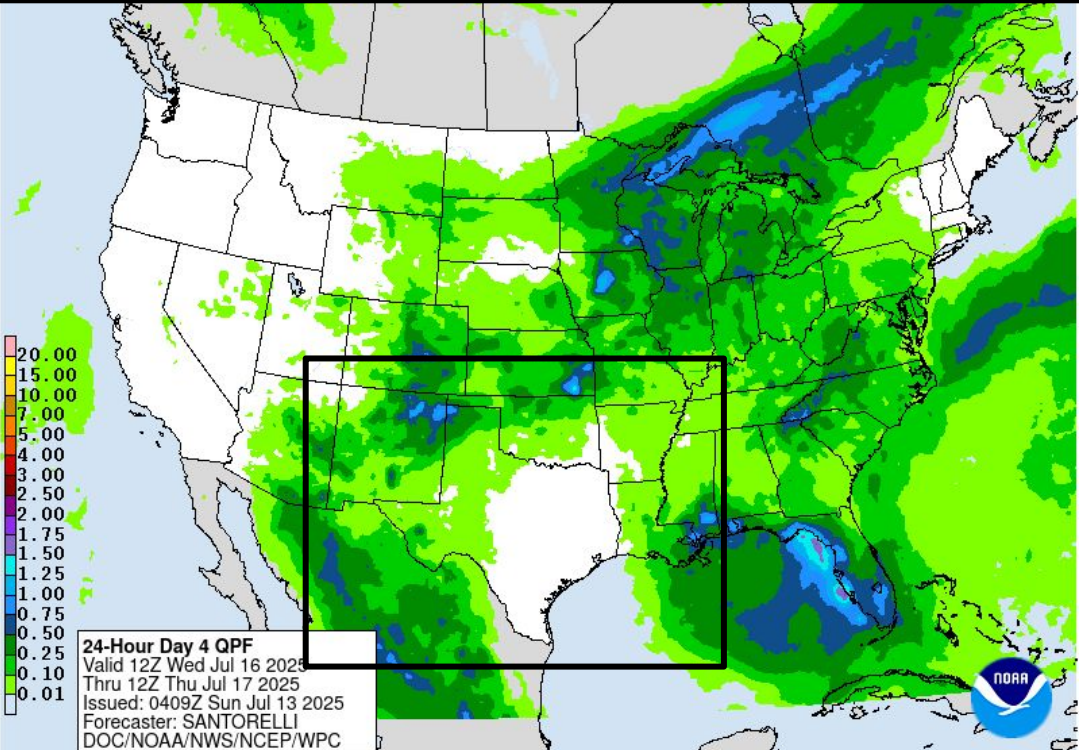 20.00
15.00
10.00
7.00
5.00
4.00
3.00
2.50
2.00
1.75
1.50
1.25
1.00
0.75
0.50
0.25
0.10
0.01
24-Hour Day 4 QPF
Valid 12Z Wed Jul 16 2025
Thru 12Z Thu Jul 17 2025
Issued: 0409Z Sun Jul 13 2025
Forecaster: SANTORELLI
DOC/NOAA/NWS/NCEP/WPC
NOAA